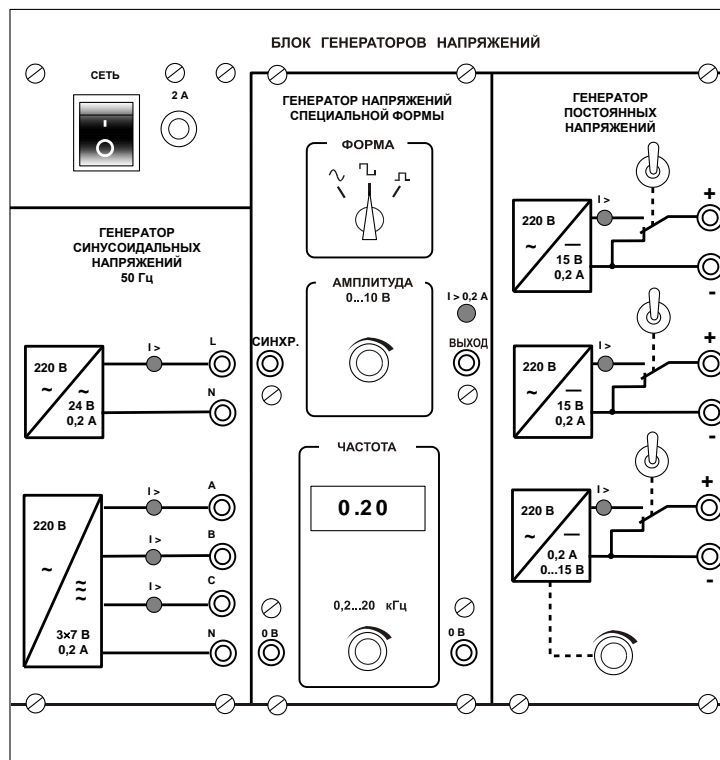 БЛОК ГЕНЕРАТОРОВ НАПРЯЖЕНИЙ
СЕТЬ
2 А
I
O
ГЕНЕРАТОР
СИНУСОИДАЛЬНЫХ
НАПРЯЖЕНИЙ
50 Гц
220 В
~
~
24 В
0,2 А
I >
L
N
220 В
~
3×7 В
0,2 А
I >
I >
I >
A
B
C
N
ГЕНЕРАТОР НАПРЯЖЕНИЙ
СПЕЦИАЛЬНОЙ ФОРМЫ
ФОРМА
АМПЛИТУДА
0...10 В
I > 0,2 А
СИНХР.
ВЫХОД
ЧАСТОТА
0.20
0,2...20 кГц
0 В
0 В
ГЕНЕРАТОР
ПОСТОЯННЫХ
НАПРЯЖЕНИЙ
220 В
~
15 В
0,2 А
I >
+
-
220 В
~
15 В
0,2 А
I >
+
-
220 В
~
0,2 А
0...15 В
I >
+
-